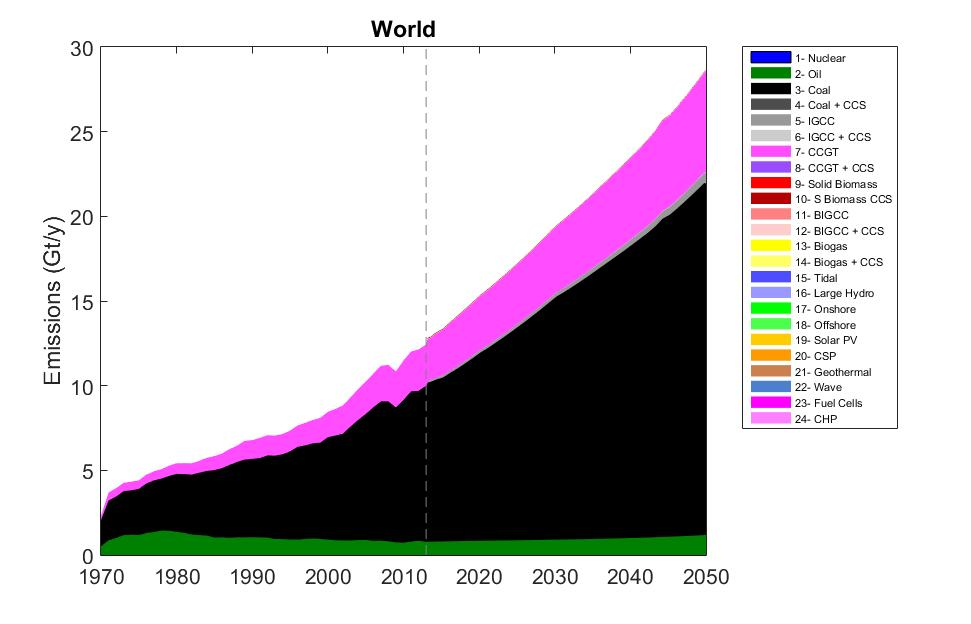 World
Emissions (Gt/y)
30
25
20
15
10
5
0
1970 1980 1990 2000 2010 2020 2030 2040 2050
1- Nuclear
2- Oil
3- Coal
4- Coal + CCS
5- IGCC
6- IGCC + CCS
7- CCGT
8- CCGT + CCS
9- Solid Biomass
10- S Biomass CCS
11- BIGCC
12- BIGCC + CCS
13- Biogas
14- Biogas + CCS
15- Tidal
16- Large Hydro
17- Onshore
18- Offshore
19- Solar PV
20- CSP
21- Geothermal
22- Wave
23- Fuel Cells
24- CHP